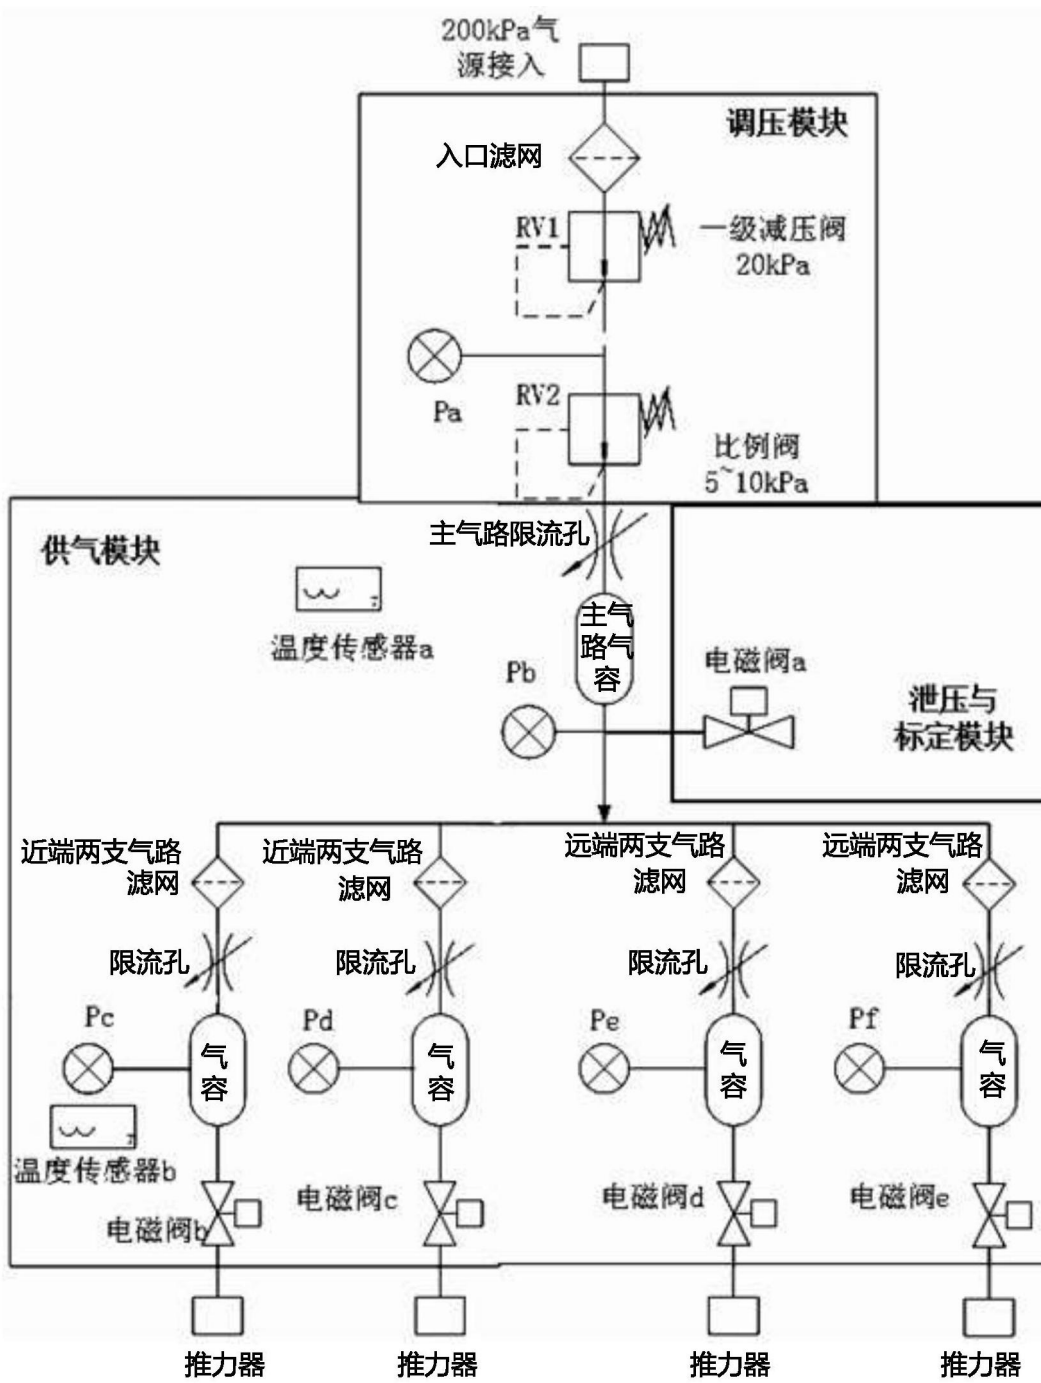 200kPa气
源接入
调压模块
入口滤网
RV1
一级减压阀
20kPa
Pa
RV2
比例阀
5~10kPa
主气路限流孔
供气模块
温度传感器a
主气
路气
容
Pb
电磁阀a
泄压与
标定模块
近端两支气路
滤网
近端两支气路
滤网
远端两支气路
滤网
远端两支气路
滤网
限流孔
限流孔
限流孔
限流孔
Pc
Pd
Pe
Pf
气
容
气
容
气
容
气
容
温度传感器b
电磁阀b
电磁阀c
电磁阀d
电磁阀e
推力器
推力器
推力器
推力器